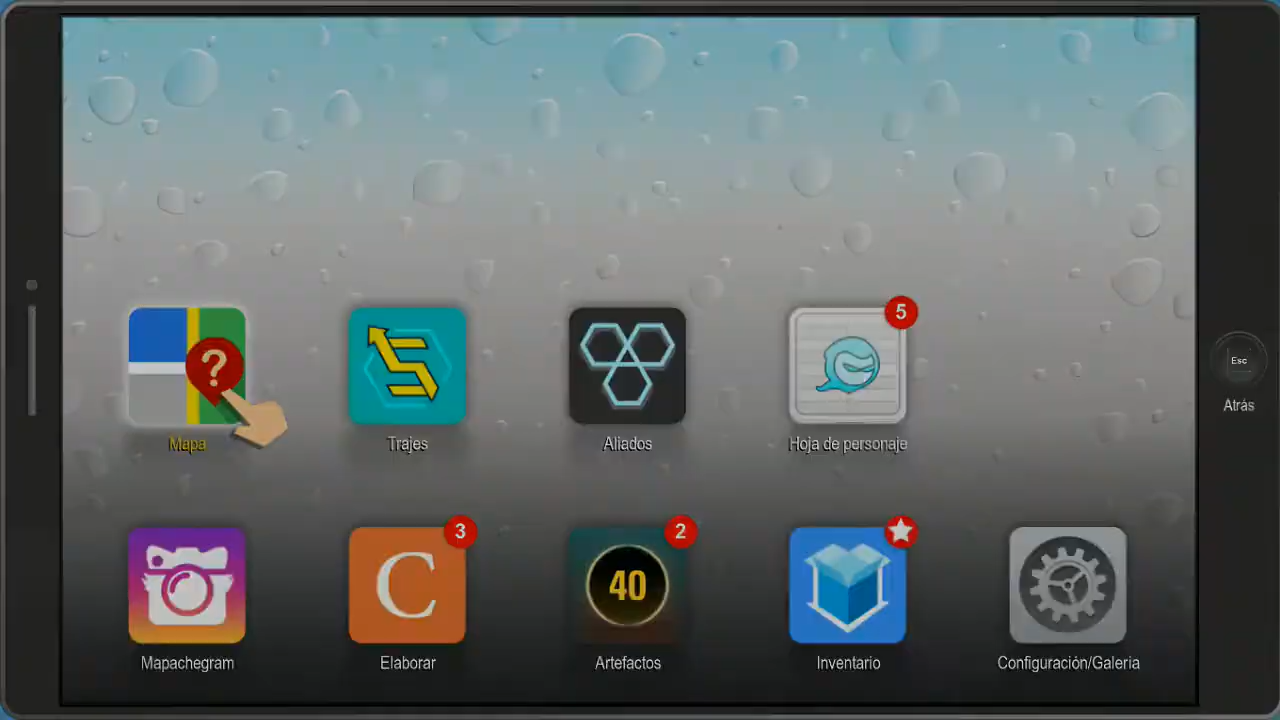 ?
5
Mapa
Trajes
Aliados
Hoja de personaje
Esc
Atrás
3
2
C
40
Mapachegram
Elaborar
Artefactos
Inventario
Configuración/Galeria